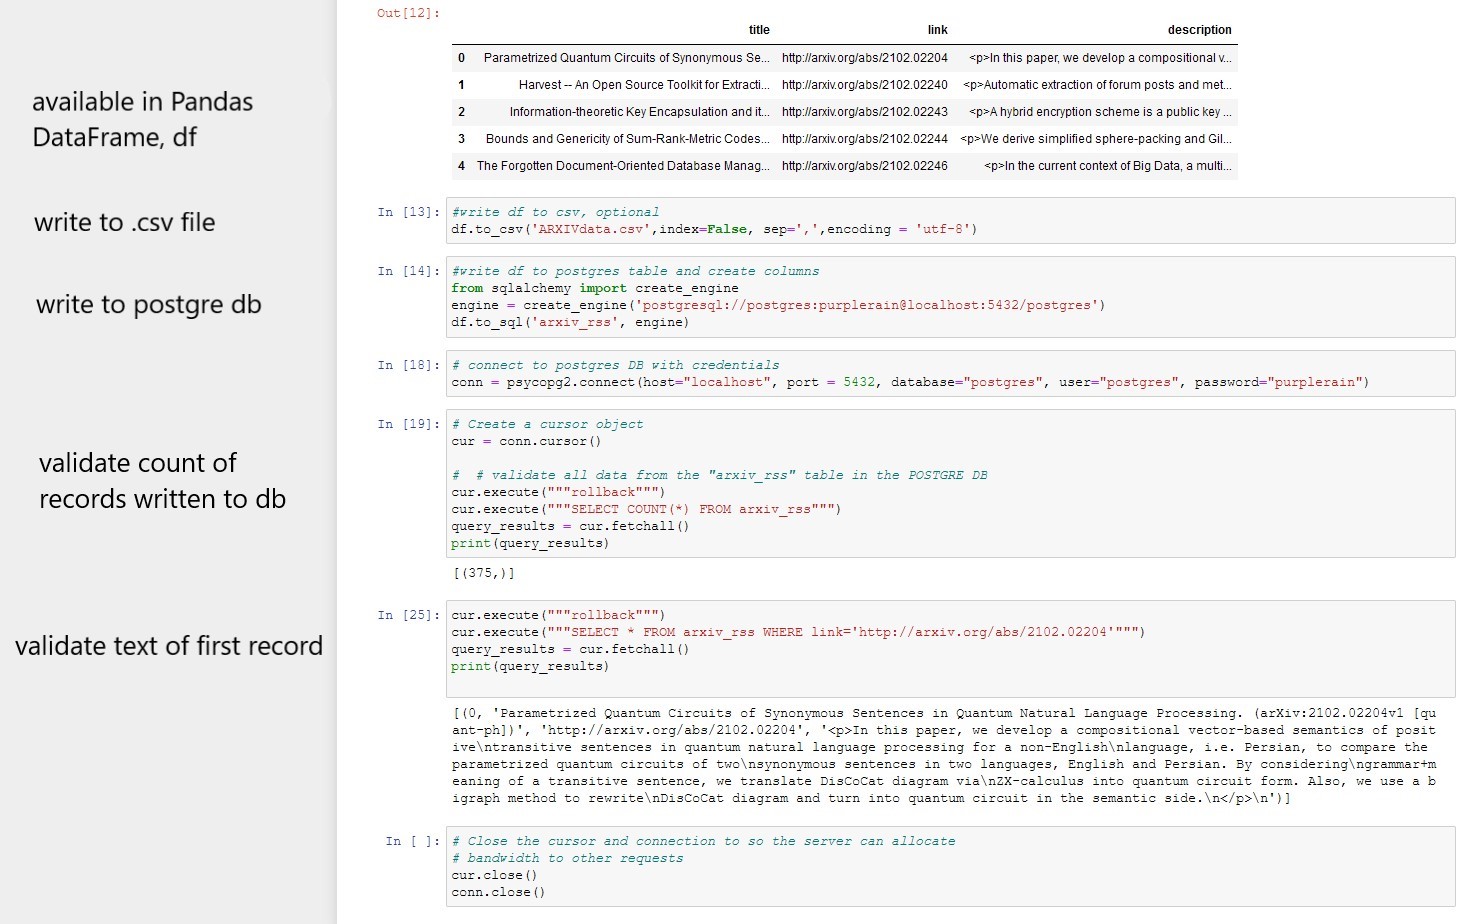 Out[12]:
title link description
0 Parametrized Quantum Circuits of Synonymous Se... http://arxiv.org/abs/2102.02204 <p>In this paper, we develop a compositional v...
1 Harvest -- An Open Source Toolkit for Extracti... http://arxiv.org/abs/2102.02240 <p>Automatic extraction of forum posts and met...
2 Information-theoretic Key Encapsulation and it... http://arxiv.org/abs/2102.02243 <p>A hybrid encryption scheme is a public key ...
3 Bounds and Genericity of Sum-Rank-Metric Codes... http://arxiv.org/abs/2102.02244 <p>We derive simplified sphere-packing and Gil...
4 The Forgotten Document-Oriented Database Manag... http://arxiv.org/abs/2102.02246 <p>In the current context of Big Data, a multi...
available in Pandas
DataFrame, df
write to .csv file
In [13]: #write df to csv, optional
df.to_csv('ARXIVdata.csv',index=False, sep=',',encoding = 'utf-8')
write to postgre db
In [14]: #write df to postgres table and create columns
from sqlalchemy import create_engine
engine = create_engine('postgresql://postgres:purplerain@localhost:5432/postgres')
df.to_sql('arxiv_rss', engine)
In [18]: # connect to postgres DB with credentials
conn = psycopg2.connect(host="localhost", port = 5432, database="postgres", user="postgres", password="purplerain")
validate count of
records written to db
In [19]: # Create a cursor object
cur = conn.cursor()
# # validate all data from the "arxiv_rss" table in the POSTGRE DB
cur.execute("""rollback""")
cur.execute("""SELECT COUNT(*) FROM arxiv_rss""")
query_results = cur.fetchall()
print(query_results)
[(375,)]
validate text of first record
In [25]: cur.execute("""rollback""")
cur.execute("""SELECT * FROM arxiv_rss WHERE link='http://arxiv.org/abs/2102.02204'""")
query_results = cur.fetchall()
print(query_results)
[(0, 'Parametrized Quantum Circuits of Synonymous Sentences in Quantum Natural Language Processing. (arXiv:2102.02204v1 [qu
ant-ph])', 'http://arxiv.org/abs/2102.02204', '<p>In this paper, we develop a compositional vector-based semantics of posit
ive\ntransitive sentences in quantum natural language processing for a non-English\nlanguage, i.e. Persian, to compare the
parametrized quantum circuits of two\nsynonymous sentences in two languages, English and Persian. By considering\ngrammar+m
eaning of a transitive sentence, we translate DisCoCat diagram via\nZX-calculus into quantum circuit form. Also, we use a b
igraph method to rewrite\nDisCoCat diagram and turn into quantum circuit in the semantic side.\n</p>\n')]
In [ ]: # Close the cursor and connection to so the server can allocate
# bandwidth to other requests
cur.close()
conn.close()